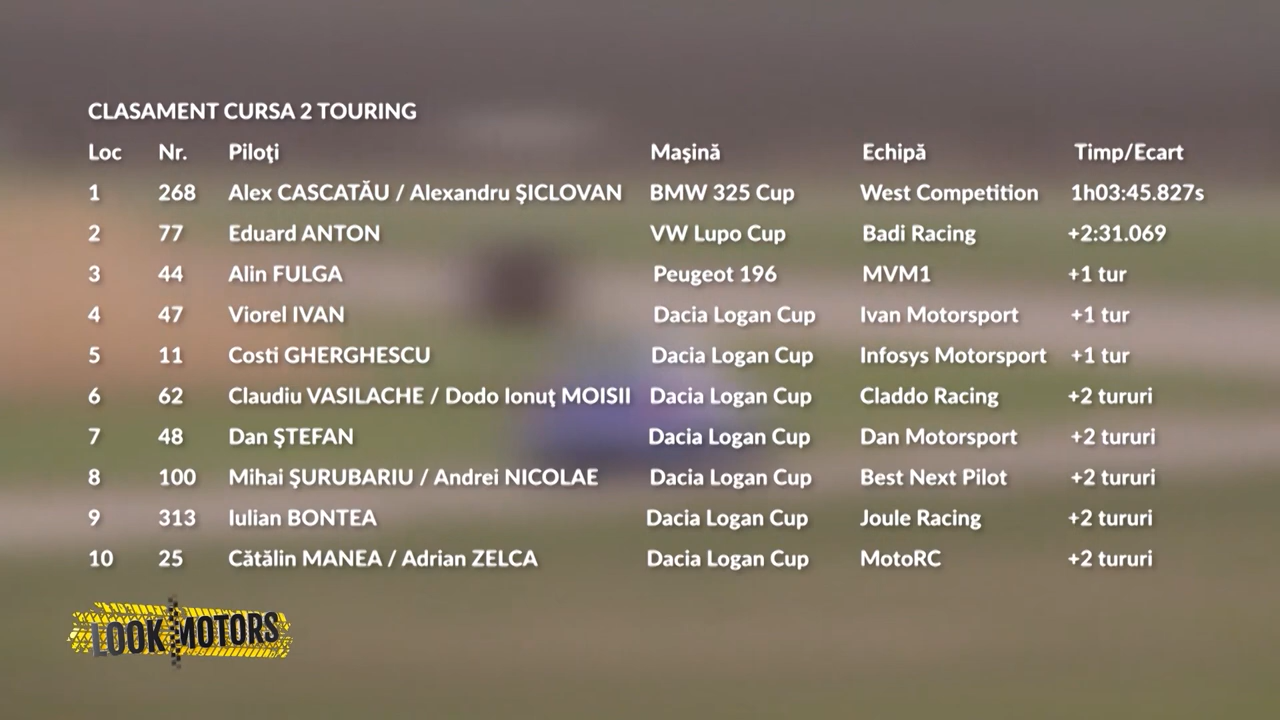 CLASAMENT CURSA 2 TOURING
Loc Nr. Piloţi Maşină Echipă Timp/Ecart
1 268 Alex CASCATĂU / Alexandru ŞICLOVAN BMW 325 Cup West Competition 1h03:45.827s
2 77 Eduard ANTON VW Lupo Cup Badi Racing +2:31.069
3 44 Alin FULGA Peugeot 196 MVM1 +1 tur
4 47 Viorel IVAN Dacia Logan Cup Ivan Motorsport +1 tur
5 11 Costi GHERGHESCU Dacia Logan Cup Infosys Motorsport +1 tur
6 62 Claudiu VASILACHE / Dodo Ionuţ MOISII Dacia Logan Cup Claddo Racing +2 tururi
7 48 Dan ŞTEFAN Dacia Logan Cup Dan Motorsport +2 tururi
8 100 Mihai ŞURUBARIU / Andrei NICOLAE Dacia Logan Cup Best Next Pilot +2 tururi
9 313 Iulian BONTEA Dacia Logan Cup Joule Racing +2 tururi
10 25 Cătălin MANEA / Adrian ZELCA Dacia Logan Cup MotoRC +2 tururi
LOOK MOTORS